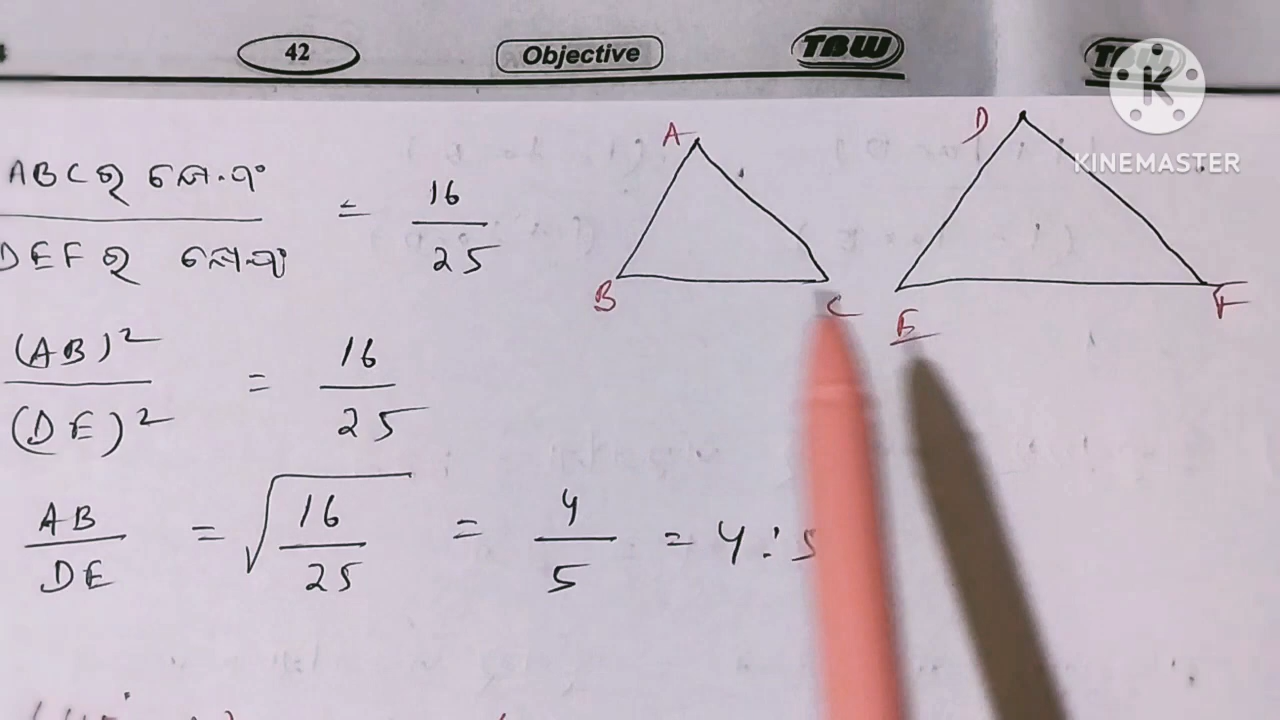 42 Objective TBW
KINEMASTER
A D
B C E F
ABCର କ୍ଷେ.ଫ = 16
DEFର କ୍ଷେ.ଫ 25
(AB)² = 16
(DE)² 25
AB = √16 = 4 = 4:5
DE 25 5